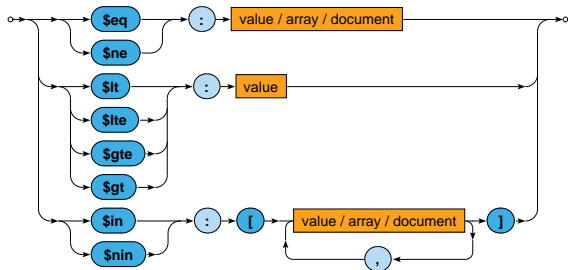 $eq : value / array / document
$ne
$lt : value
$lte
$gte
$gt
$in : [ value / array / document ]
$nin ,